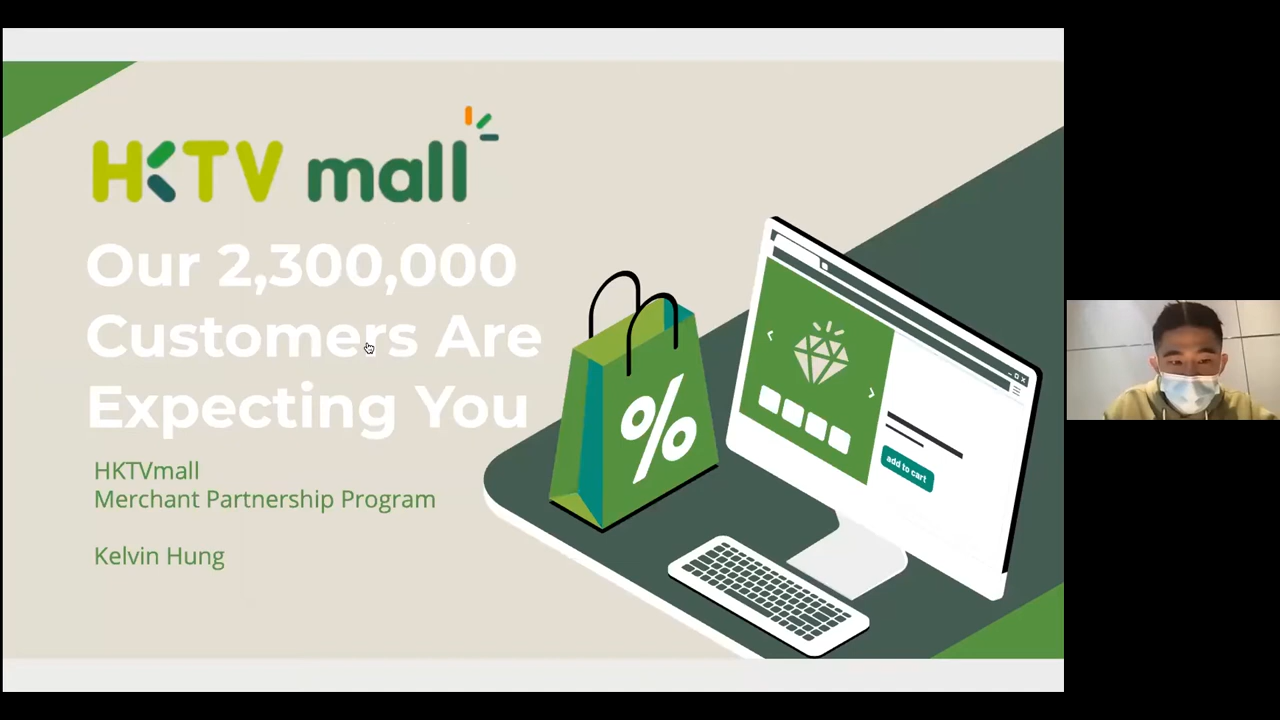 HKTV mall
Our 2,300,000
Customers Are
Expecting You
HKTVmall
Merchant Partnership Program
Kelvin Hung
%
add to cart